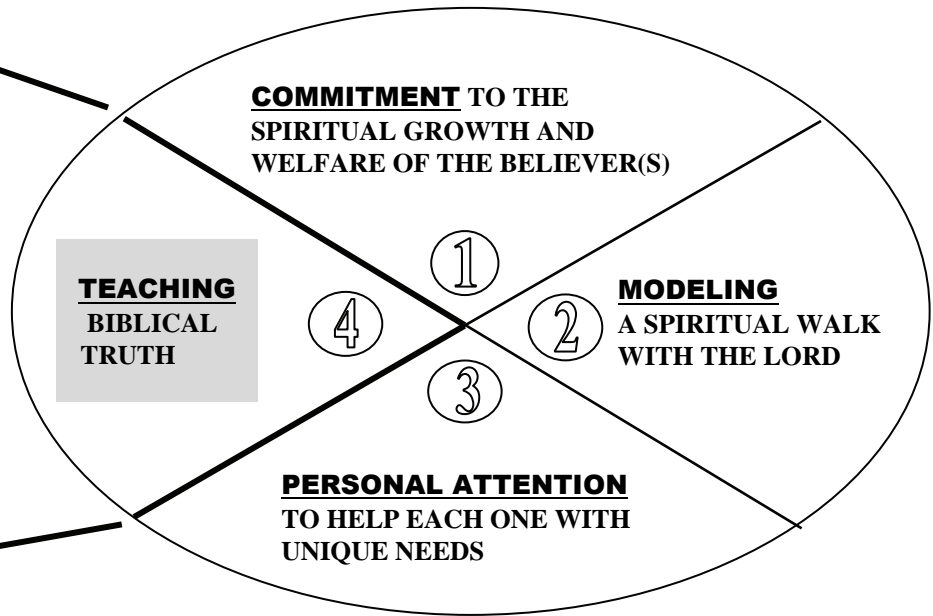 COMMITMENT TO THE
SPIRITUAL GROWTH AND
WELFARE OF THE BELIEVER(S)
1
MODELING
A SPIRITUAL WALK
WITH THE LORD
2
PERSONAL ATTENTION
TO HELP EACH ONE WITH
UNIQUE NEEDS
3
TEACHING
BIBLICAL
TRUTH
4